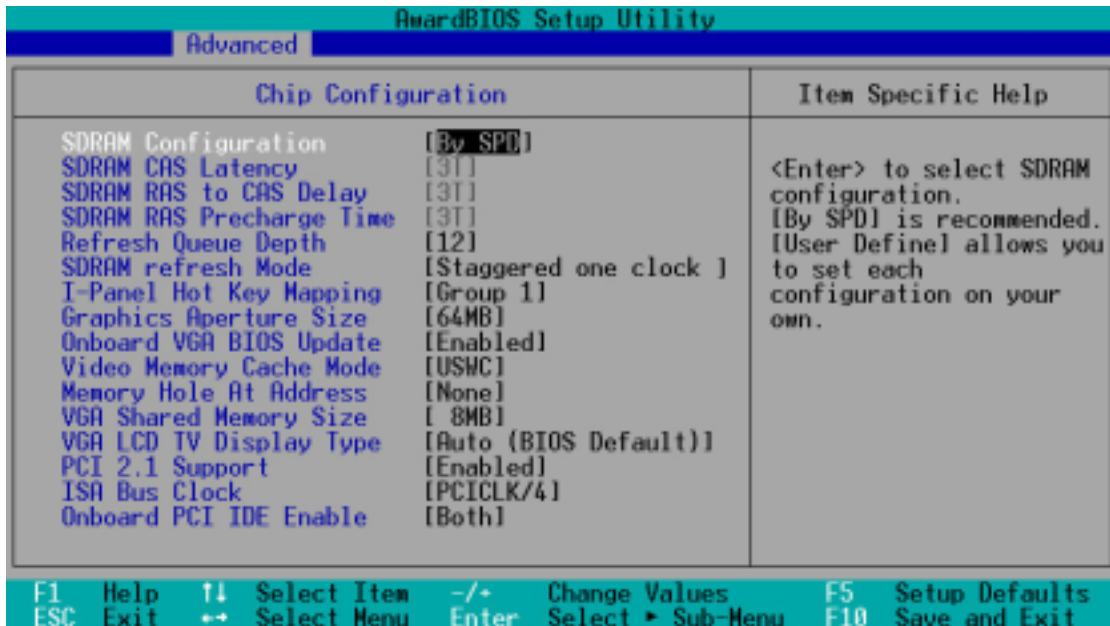 AwardBIOS Setup Utility
Advanced
Chip Configuration
Item Specific Help
SDRAM Configuration [By SPD]
SDRAM CAS Latency [3T]
SDRAM RAS to CAS Delay [3T]
SDRAM RAS Precharge Time [3T]
Refresh Queue Depth [12]
SDRAM refresh Mode [Staggered one clock ]
I-Panel Hot Key Mapping [Group 1]
Graphics Aperture Size [64MB]
Onboard VGA BIOS Update [Enabled]
Video Memory Cache Mode [USWC]
Memory Hole At Address [None]
VGA Shared Memory Size [ 8MB]
VGA LCD TV Display Type [Auto (BIOS Default)]
PCI 2.1 Support [Enabled]
ISA Bus Clock [PCICLK/4]
Onboard PCI IDE Enable [Both]
<Enter> to select SDRAM
configuration.
[By SPD] is recommended.
[User Define] allows you
to set each
configuration on your
own.
F1 Help ↑↓ Select Item -/+ Change Values F5 Setup Defaults
ESC Exit ←→ Select Menu Enter Select ► Sub-Menu F10 Save and Exit